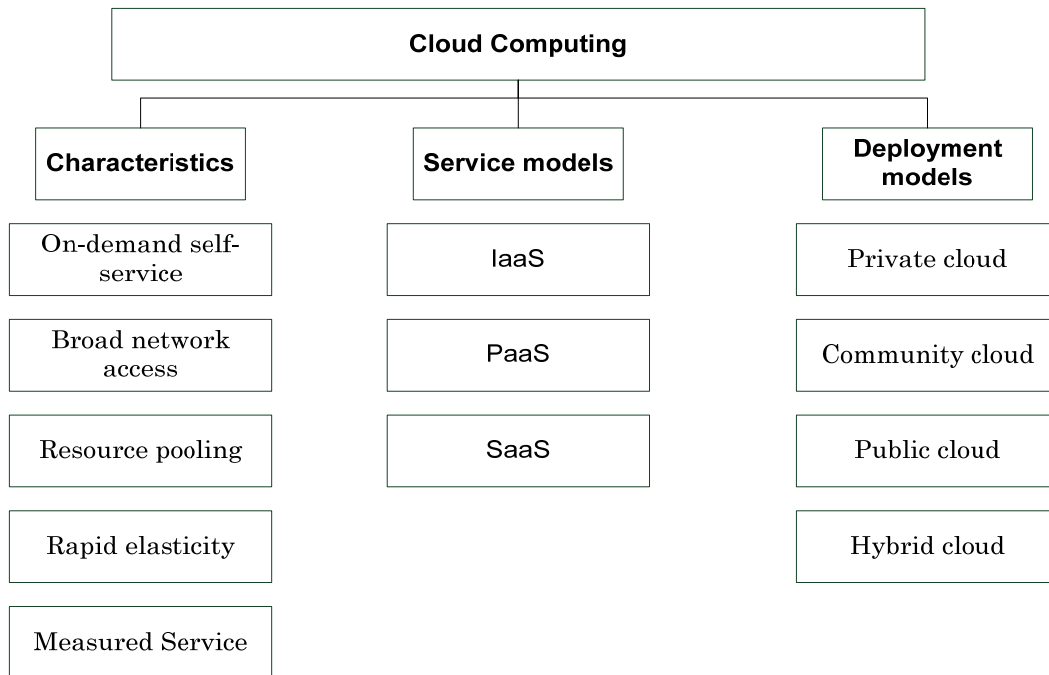 Cloud Computing
Characteristics
Service models
Deployment
models
On-demand self-
service
IaaS
Private cloud
Broad network
access
PaaS
Community cloud
Resource pooling
SaaS
Public cloud
Rapid elasticity
Hybrid cloud
Measured Service